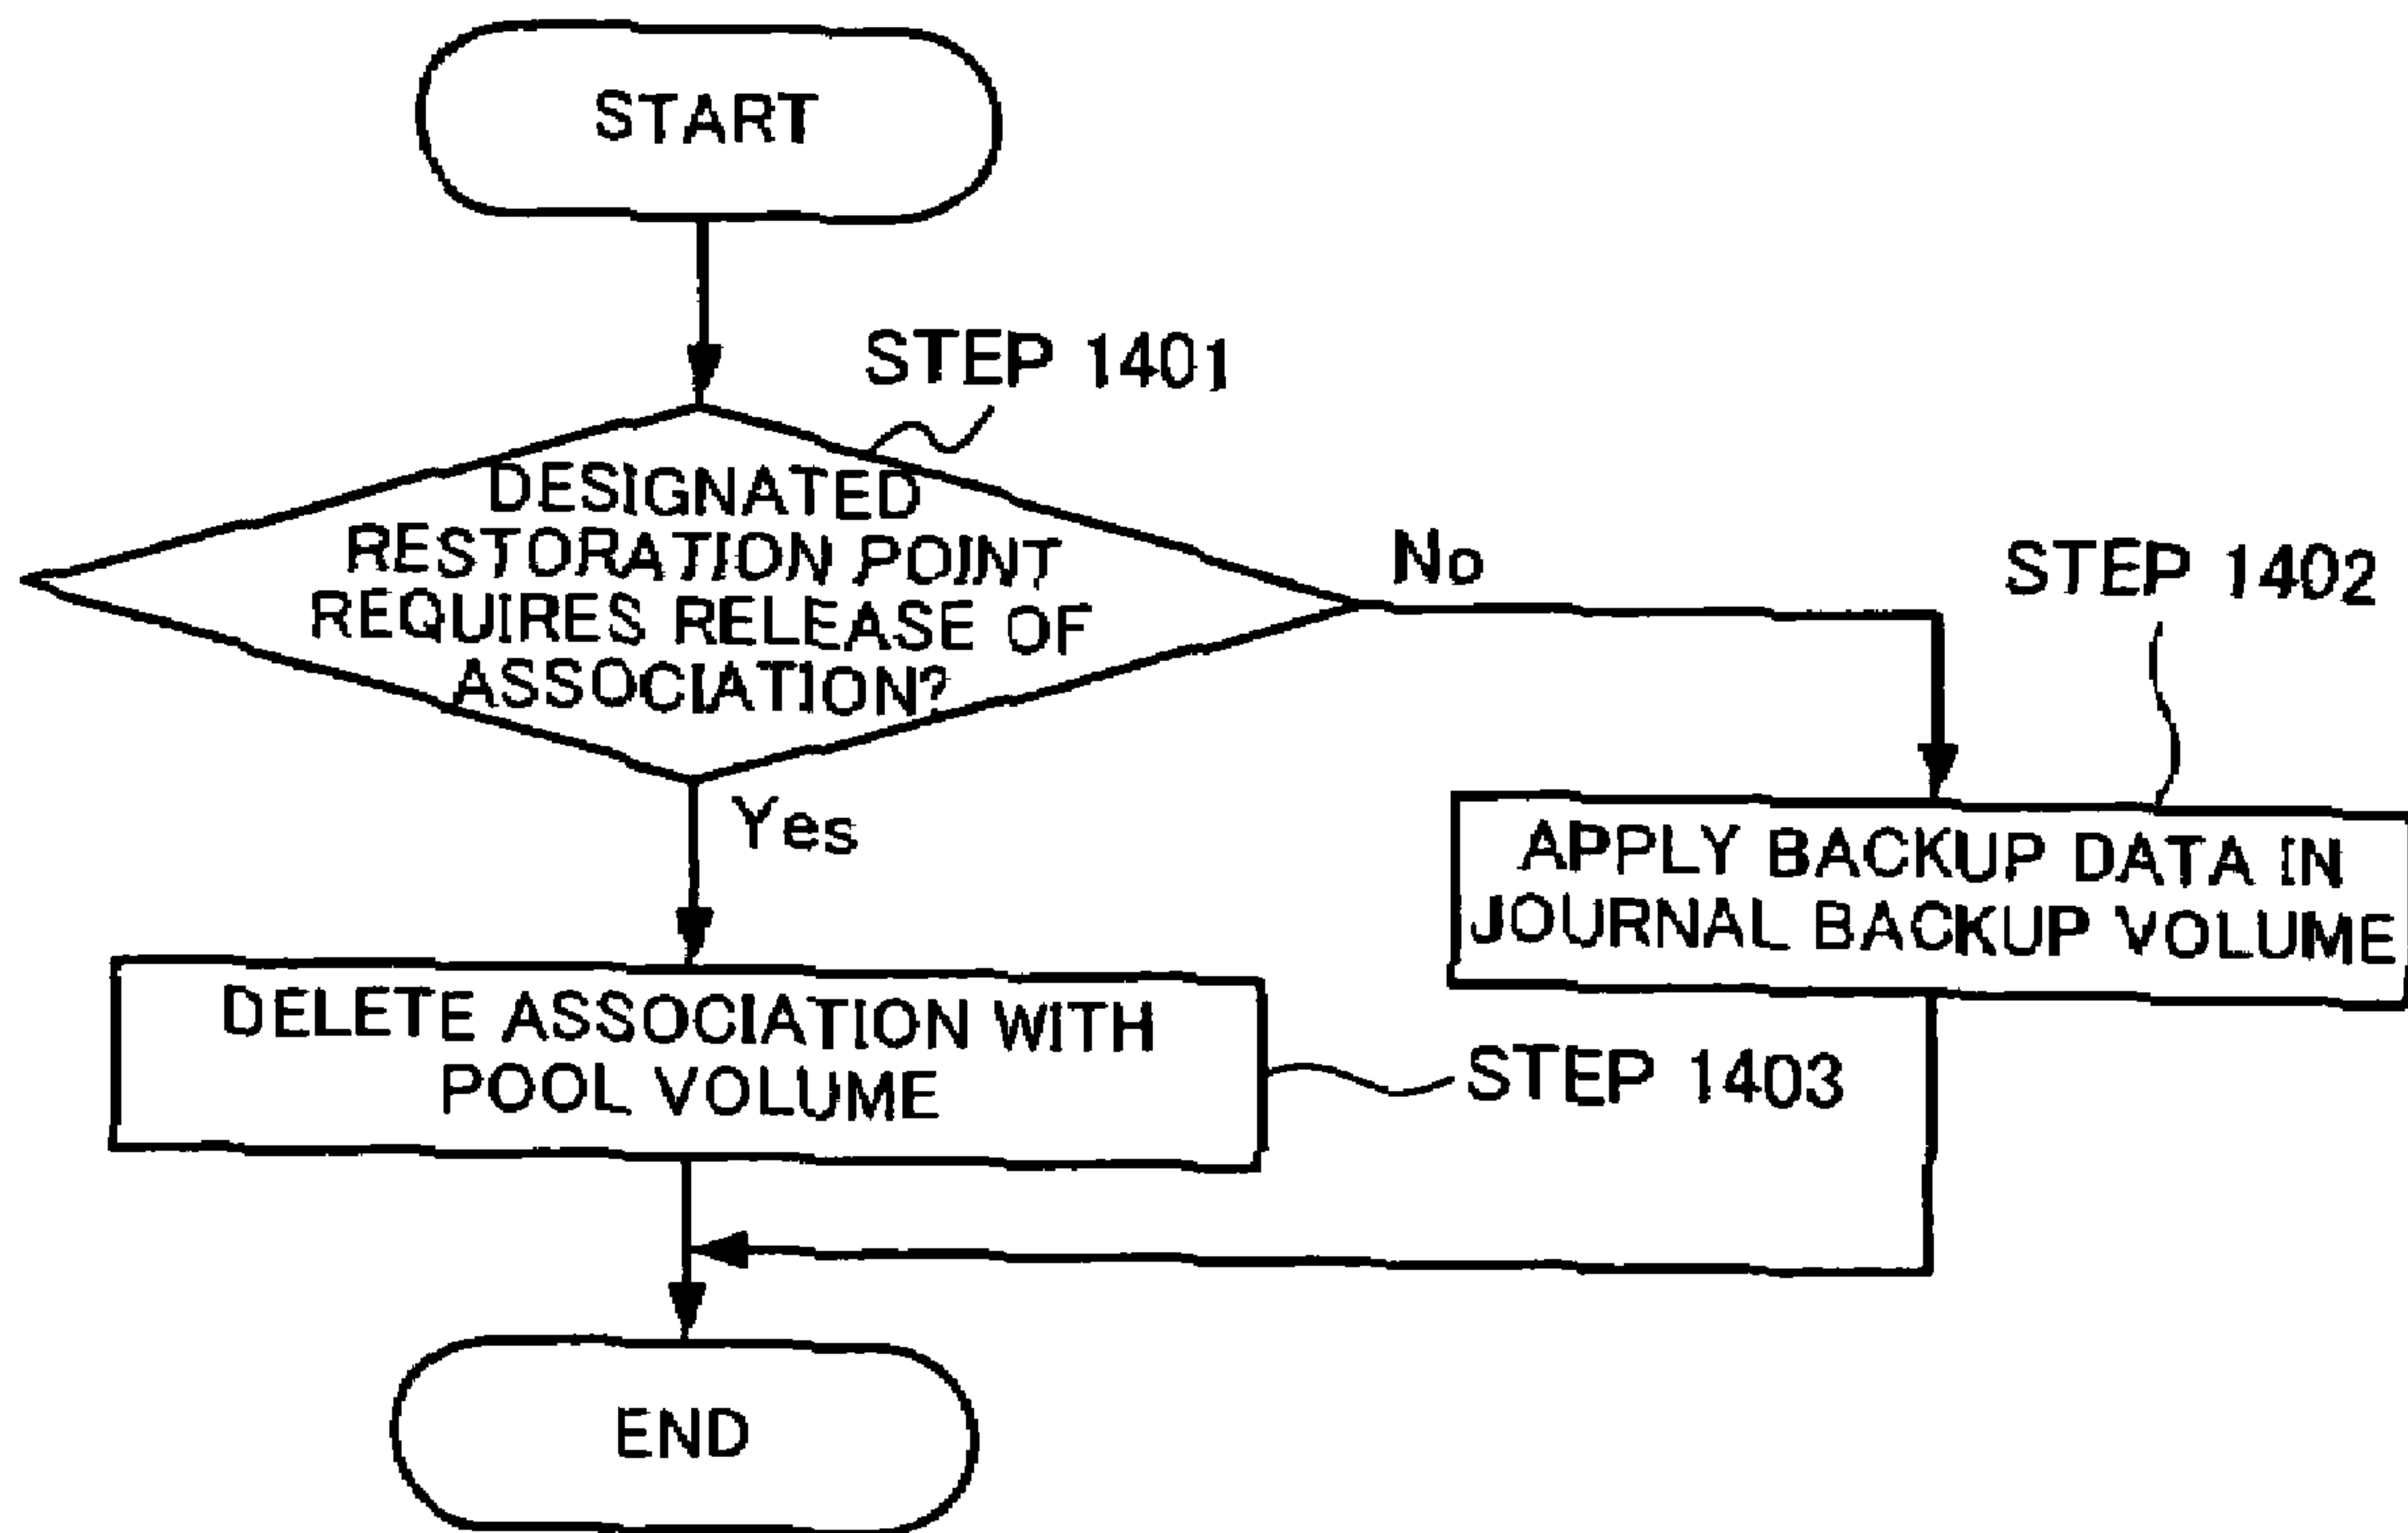 START
STEP 1401
DESIGNATED
RESTORATION POINT
REQUIRES RELEASE OF
ASSOCIATION?
No
STEP 1402
Yes
APPLY BACKUP DATA IN
JOURNAL BACKUP VOLUME
DELETE ASSOCIATION WITH
POOL VOLUME
STEP 1403
END